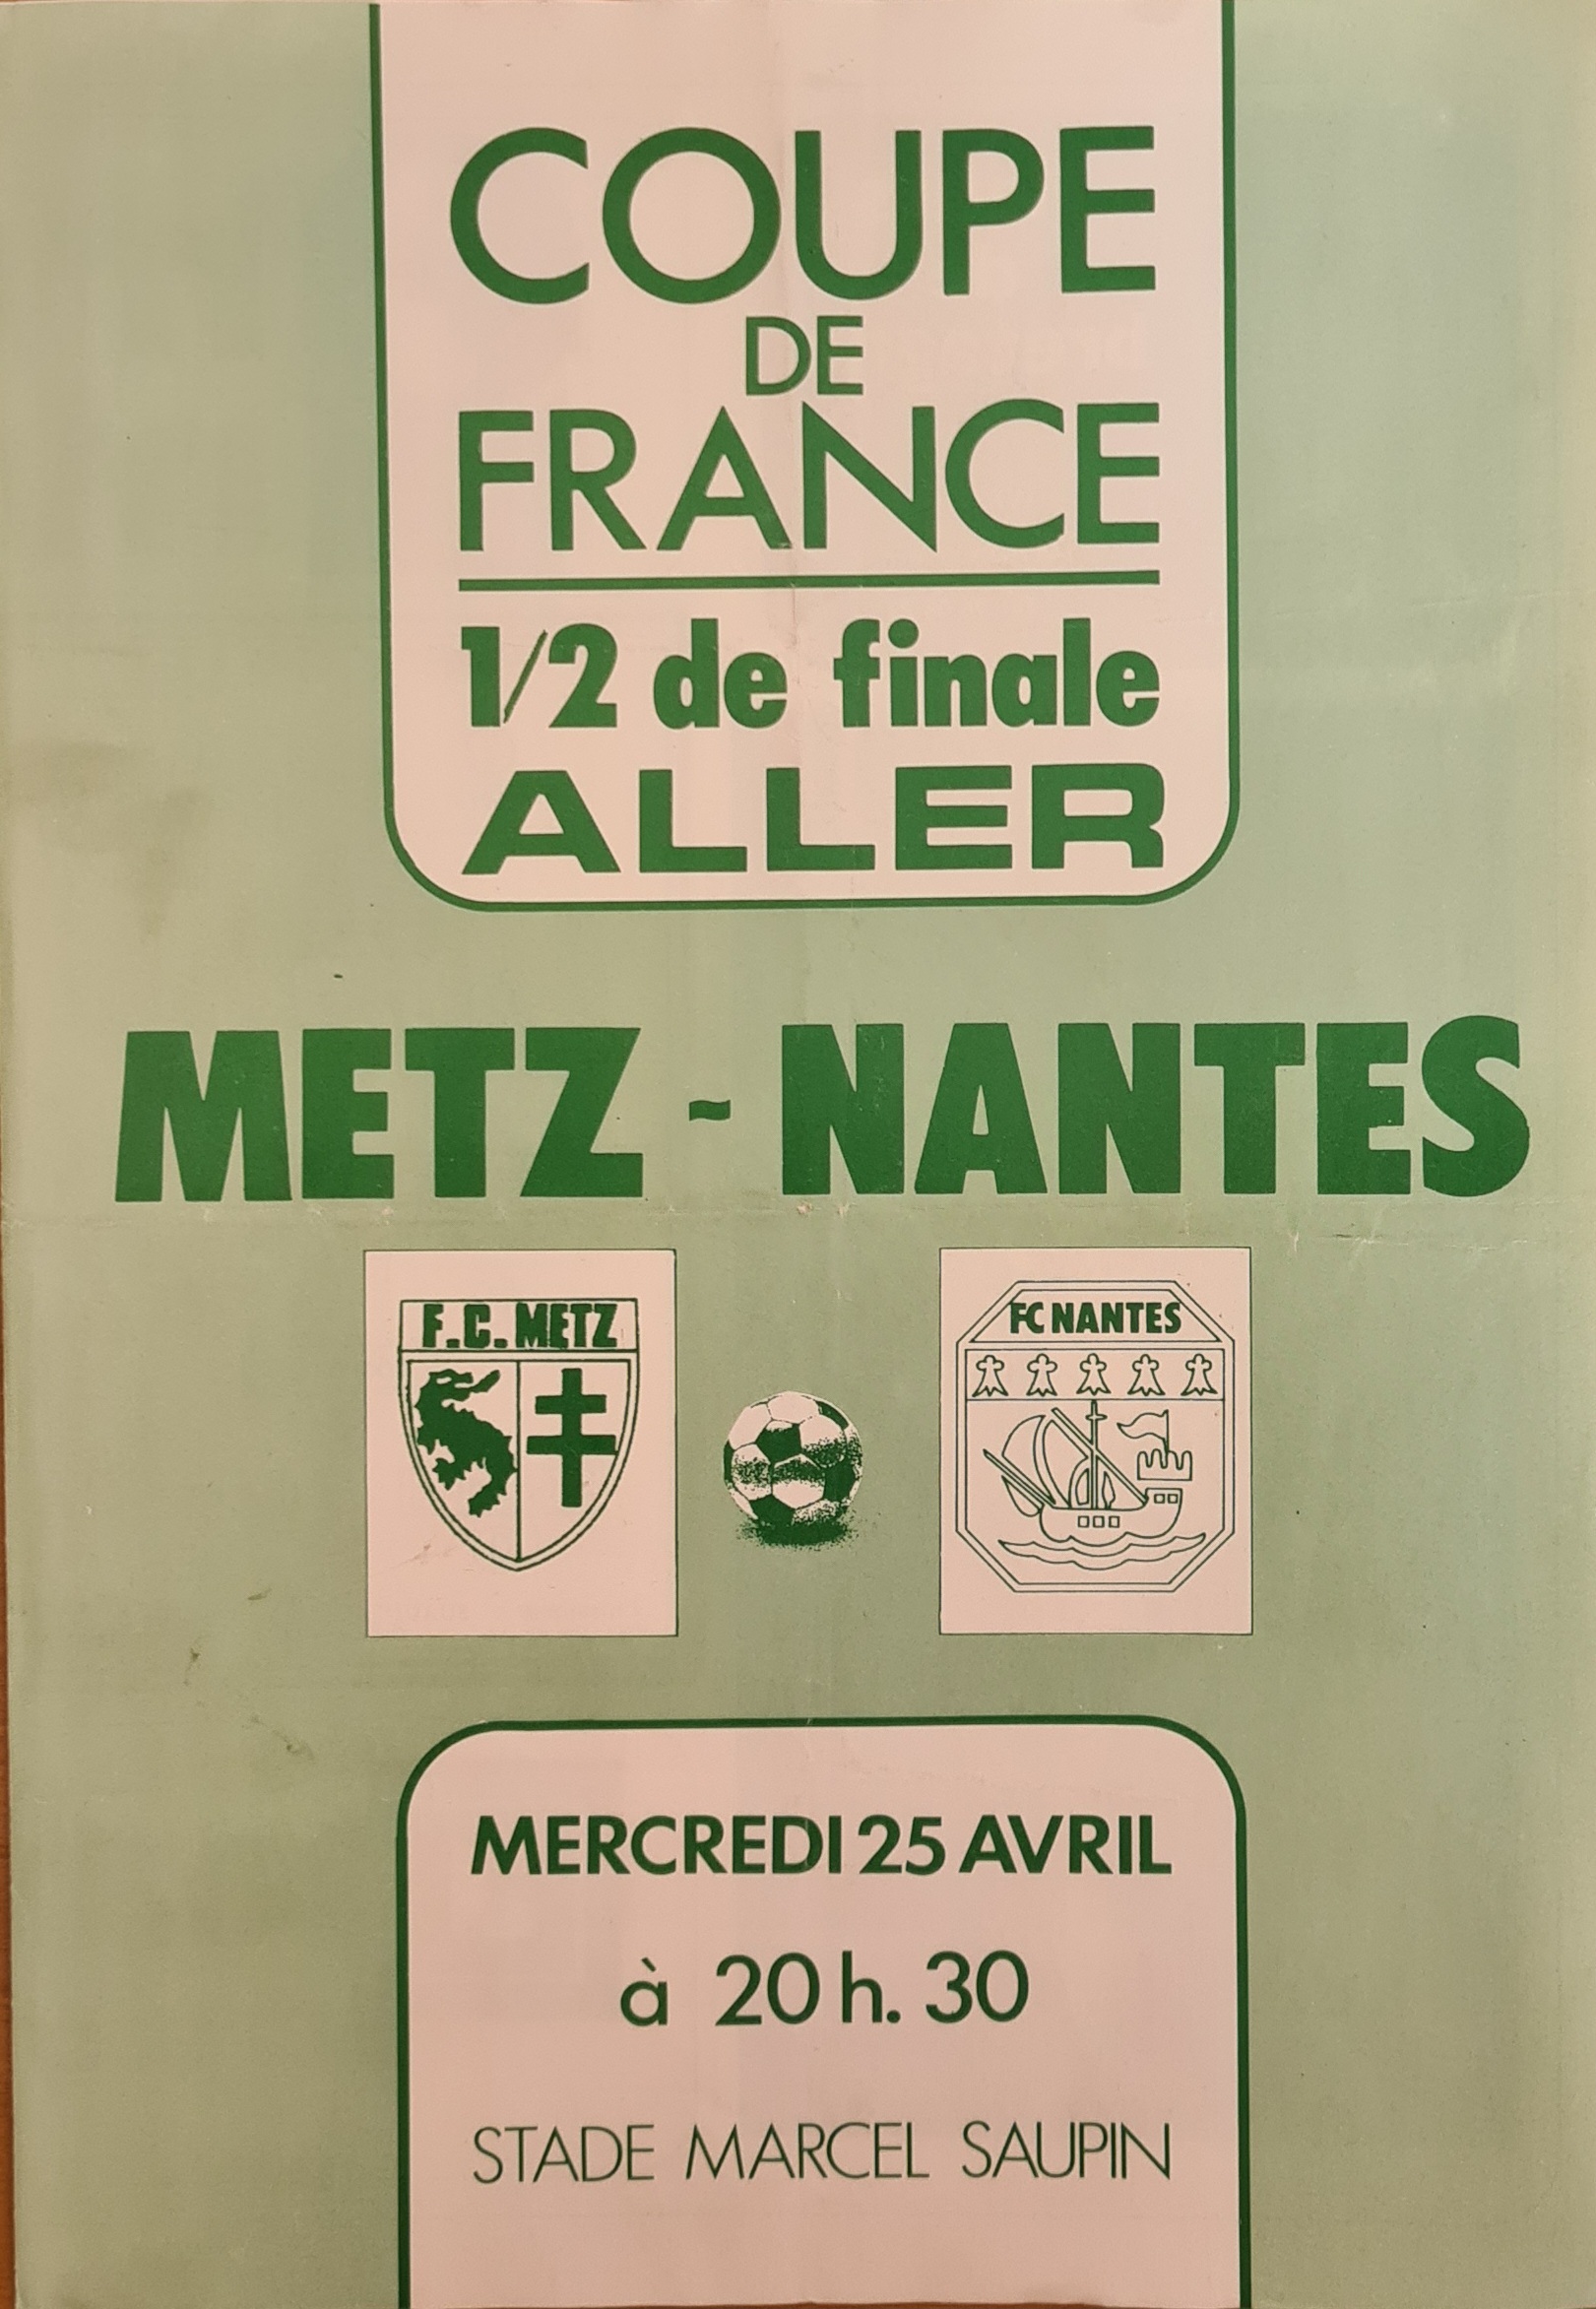 COUPE
DE
FRANCE
1/2 de finale
ALLER
METZ - NANTES
F.C. METZ
FC NANTES
MERCREDI 25 AVRIL
à 20 h. 30
STADE MARCEL SAUPIN